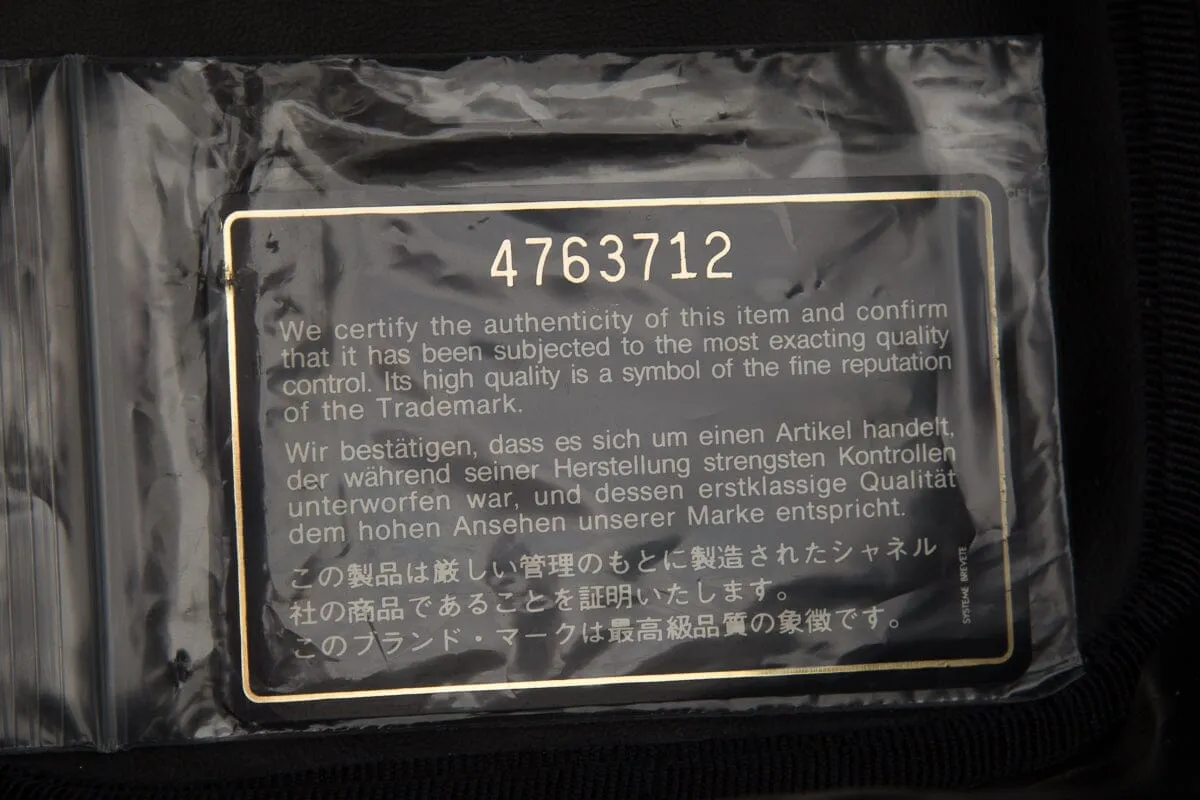 4763712
We certify the authenticity of this item and confirm
that it has been subjected to the most exacting quality
control. Its high quality is a symbol of the fine reputation
of the Trademark.
Wir bestätigen, dass es sich um einen Artikel handelt,
der während seiner Herstellung strengsten Kontrollen
unterworfen war, und dessen erstklassige Qualität
dem hohen Ansehen unserer Marke entspricht.
この製品は厳しい管理のもとに製造されたシャネル
社の商品であることを証明いたします。
このブランド・マークは最高級品質の象徴です。
SYSTEME BREVETE